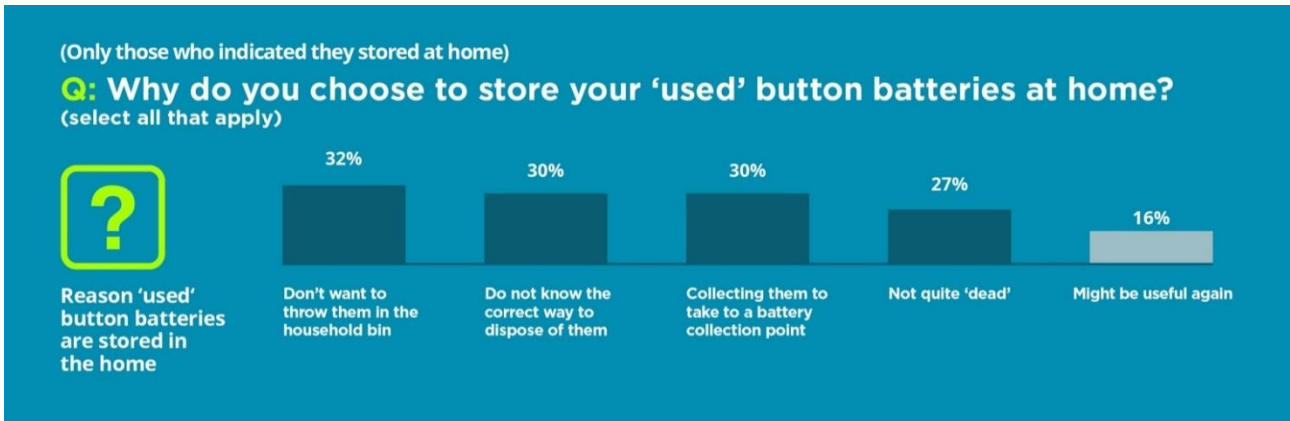 (Only those who indicated they stored at home)
Q: Why do you choose to store your ‘used’ button batteries at home?
(select all that apply)
?
Reason ‘used‘
button batteries
are stored in
the home
32%
Don’t want to
throw them in the
household bin
30%
Do not know the
correct way to
dispose of them
30%
Collecting them to
take to a battery
collection point
27%
Not quite ‘dead’
16%
Might be useful again